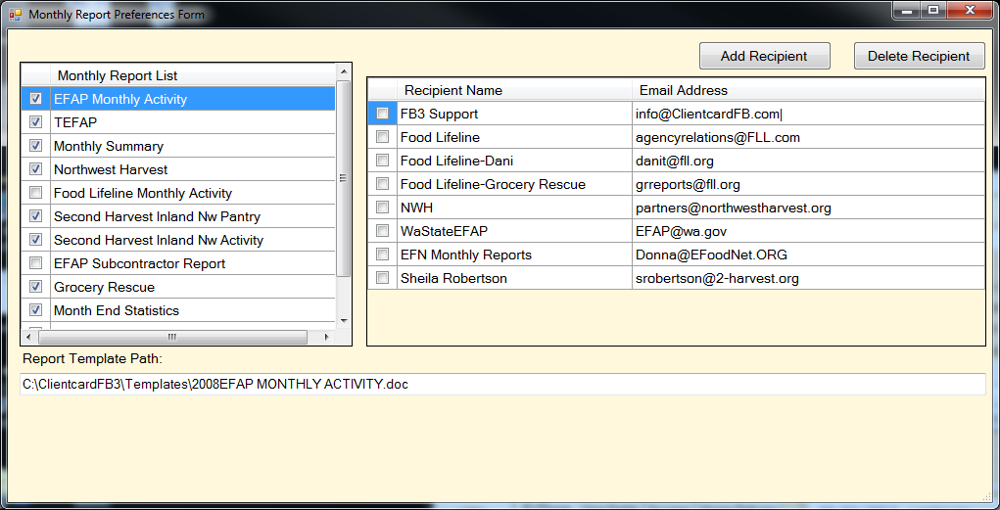 Monthly Report Preferences Form
Add Recipient Delete Recipient
Monthly Report List
EFAP Monthly Activity
TEFAP
Monthly Summary
Northwest Harvest
Food Lifeline Monthly Activity
Second Harvest Inland Nw Pantry
Second Harvest Inland Nw Activity
EFAP Subcontractor Report
Grocery Rescue
Month End Statistics
Recipient Name Email Address
FB3 Support info@ClientcardFB.com
Food Lifeline agencyrelations@FLL.com
Food Lifeline-Dani danit@fll.org
Food Lifeline-Grocery Rescue grreports@fll.org
NWH partners@northwestharvest.org
WaStateEFAP EFAP@wa.gov
EFN Monthly Reports Donna@EFoodNet.ORG
Sheila Robertson srobertson@2-harvest.org
Report Template Path:
C:\ClientcardFB3\Templates\2008EFAP MONTHLY ACTIVITY.doc